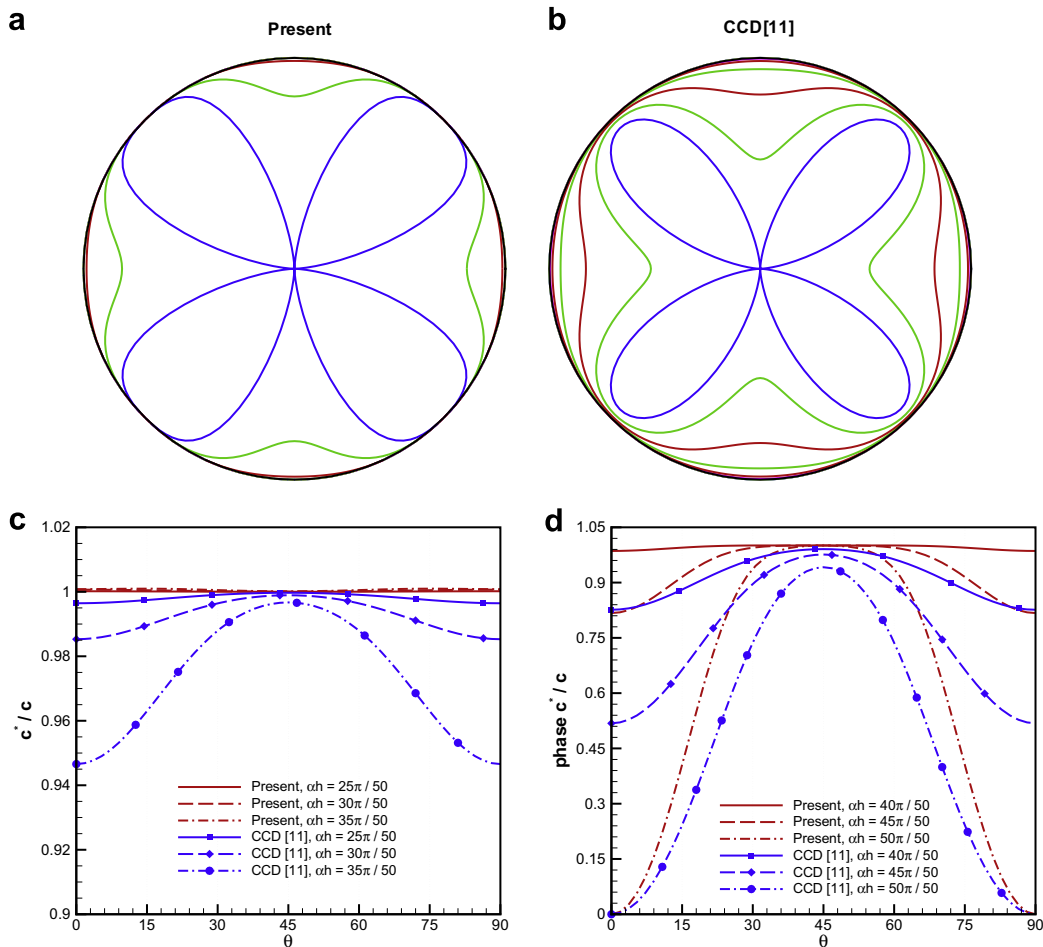 a
Present
b
CCD[11]
c
1.02
1
0.98
0.96
0.94
0.92
0.9
c* / c
0 15 30 45 60 75 90
θ
Present, αh = 25π / 50
Present, αh = 30π / 50
Present, αh = 35π / 50
CCD [11], αh = 25π / 50
CCD [11], αh = 30π / 50
CCD [11], αh = 35π / 50
d
1.05
0.9
0.75
0.6
0.45
0.3
0.15
0
phase c* / c
0 15 30 45 60 75 90
θ
Present, αh = 40π / 50
Present, αh = 45π / 50
Present, αh = 50π / 50
CCD [11], αh = 40π / 50
CCD [11], αh = 45π / 50
CCD [11], αh = 50π / 50